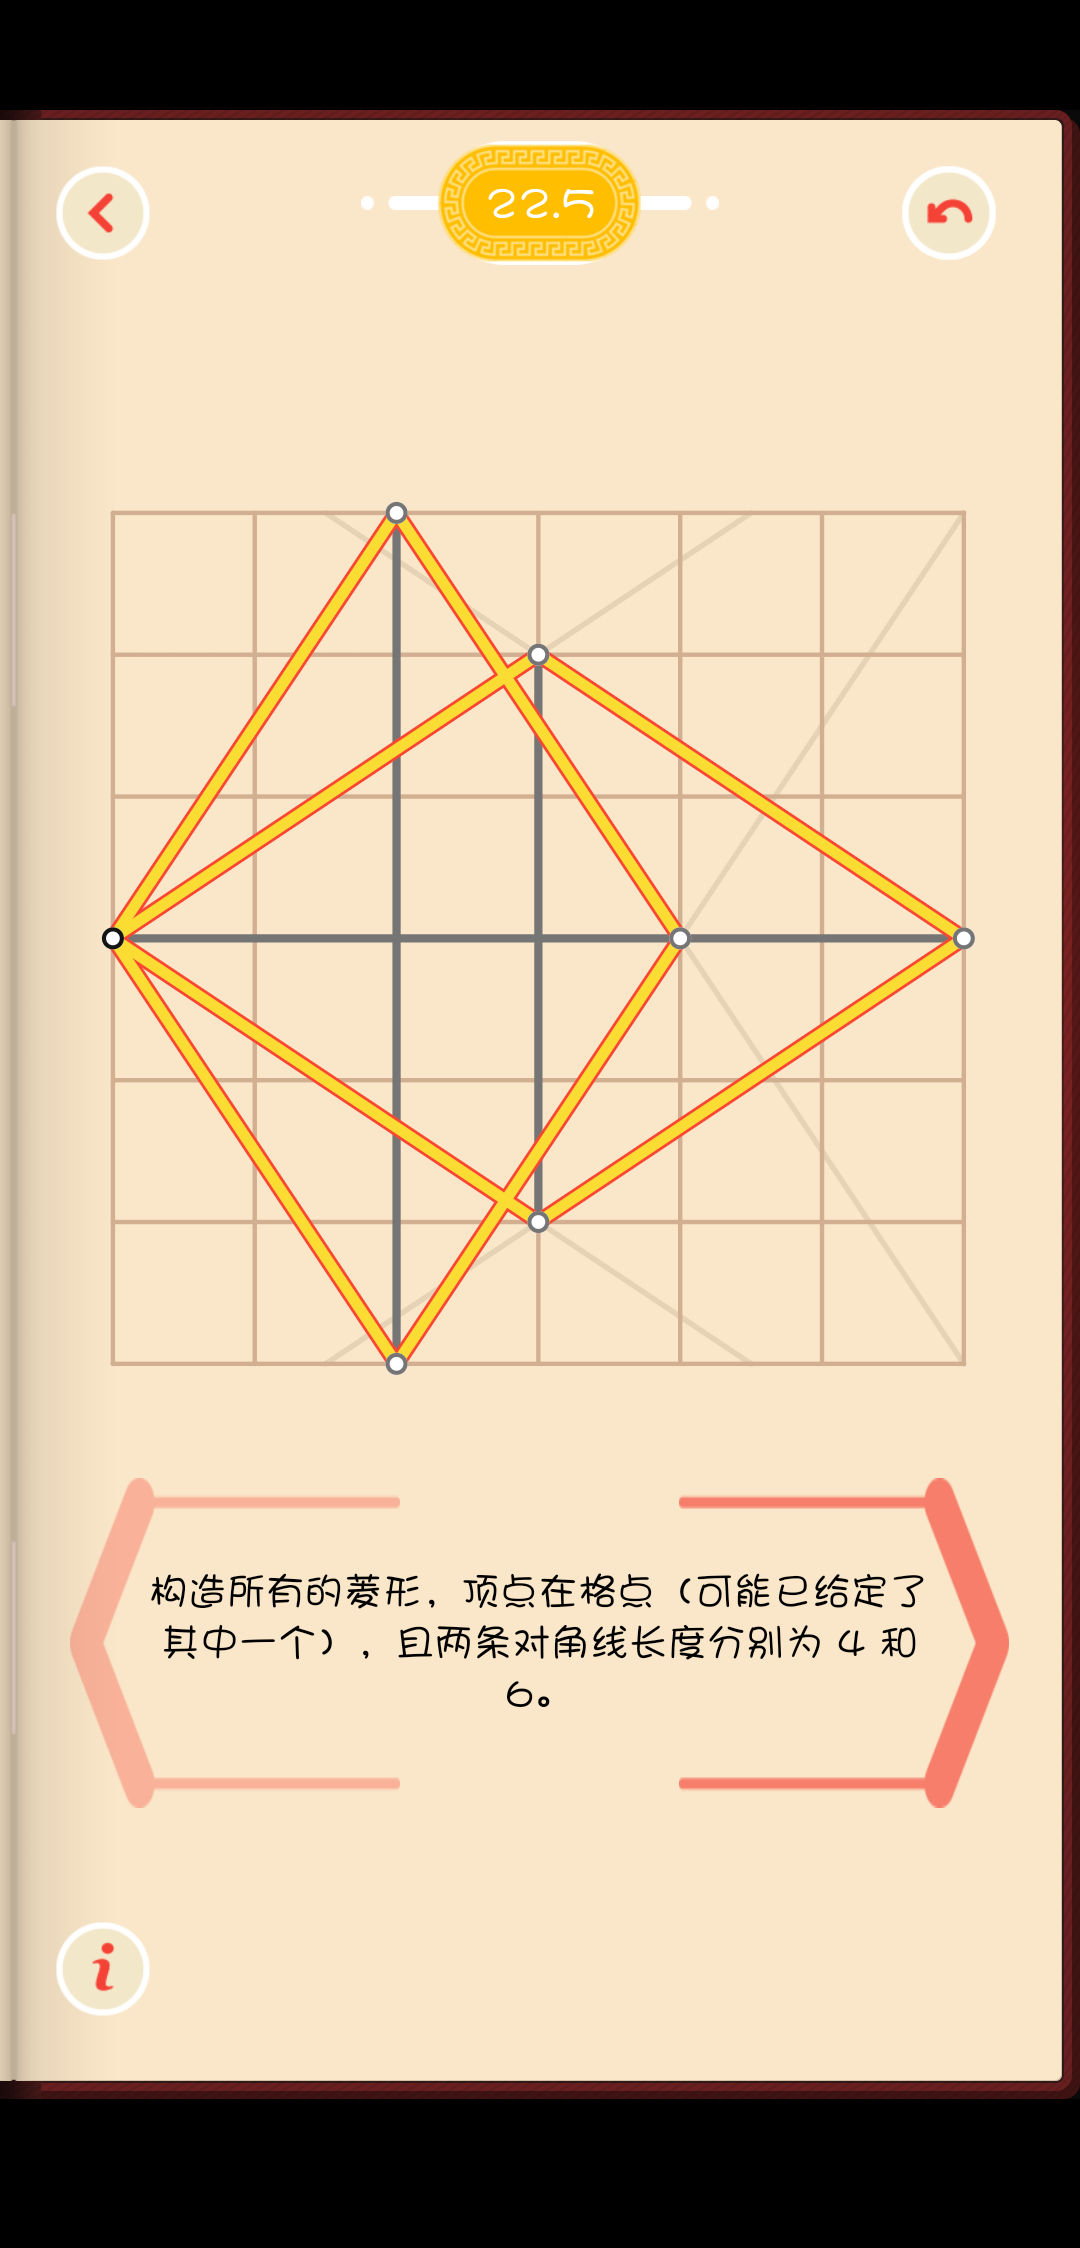 22.5
构造所有的菱形，顶点在格点（可能已给定了
其中一个），且两条对角线长度分别为 4 和
6。
i